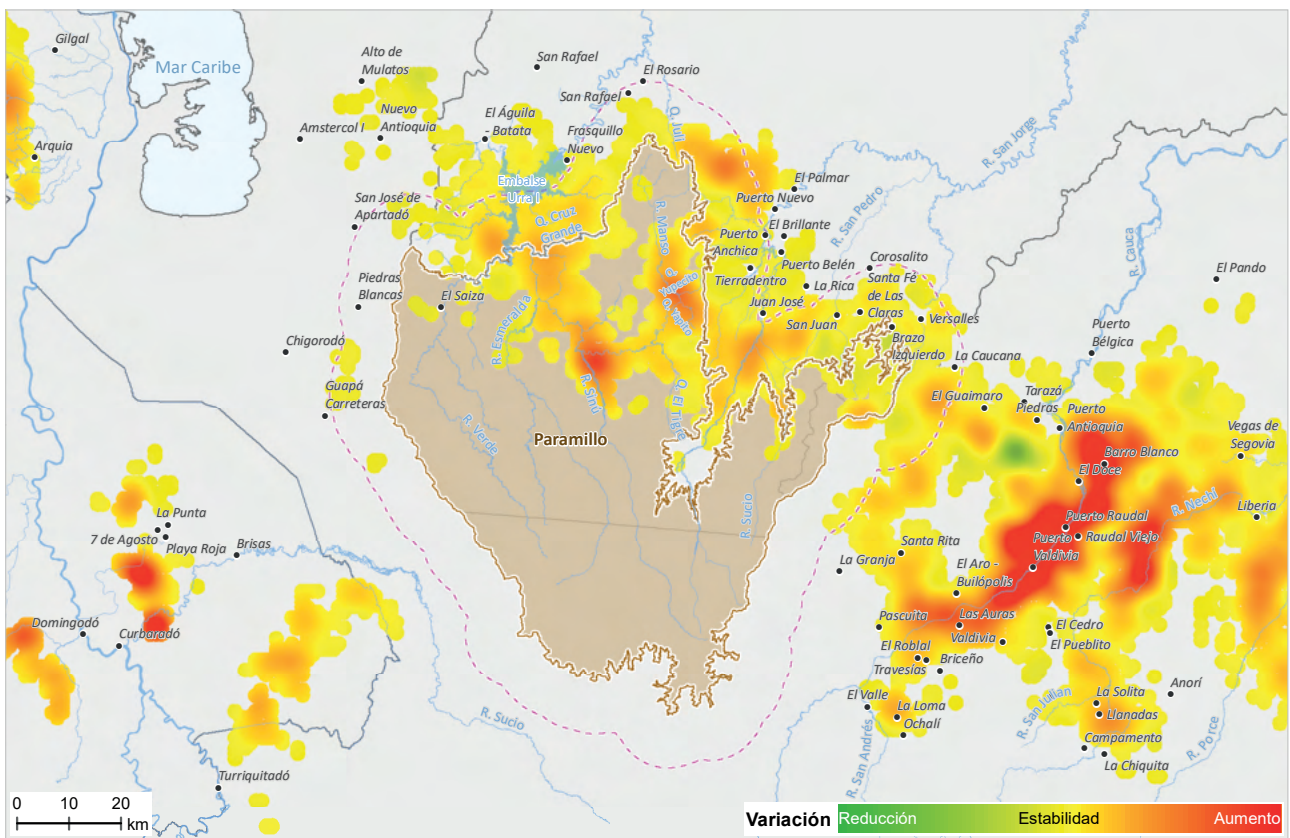 Gilgal
Mar Caribe
Arquia
Alto de
Mulatos
San Rafael
El Rosario
San Rafael
Nuevo
Antioquia
Amstercol I
El Águila
- Batata
Frasquillo
Nuevo
Q. Juli
R. San Jorge
Embalse
Urra I
San José de
Apartadó
Q. Cruz
Grande
R. Manso
El Palmar
Puerto Nuevo
R. San Pedro
El Brillante
Puerto
Anchica
Puerto Belén
Tierradentro
Corosalito
R. Cauca
El Pando
Piedras
Blancas
El Saiza
R. Esmeralda
Q.
Yupesito
Q. Yapito
La Rica
Santa Fé
de Las
Claras
Juan José
San Juan
Versalles
Brazo
Izquierdo
Puerto
Bélgica
Chigorodó
La Caucana
Guapá
Carreteras
R. Sinú
Q. El Tigre
El Guaimaro
Tarazá
Piedras
Puerto
Antioquia
R. Verde
Paramillo
Barro Blanco
Vegas de
Segovia
El Doce
R. Sucio
R. Nechí
Liberia
La Punta
7 de Agosto
Playa Roja
Brisas
Puerto Raudal
Puerto
Valdivia
Raudal Viejo
Santa Rita
La Granja
El Aro -
Builópolis
Domingodó
Curbaradó
Pascuita
Las Auras
Valdivia
El Cedro
El Pueblito
El Roblal
Travesías
Briceño
El Valle
La Loma
Ochalí
R. San Andrés
R. San Julian
La Solita
Llanadas
Anorí
Campamento
La Chiquita
R. Porce
R. Sucio
Turriquitadó
0 10 20
km
Variación Reducción Estabilidad Aumento